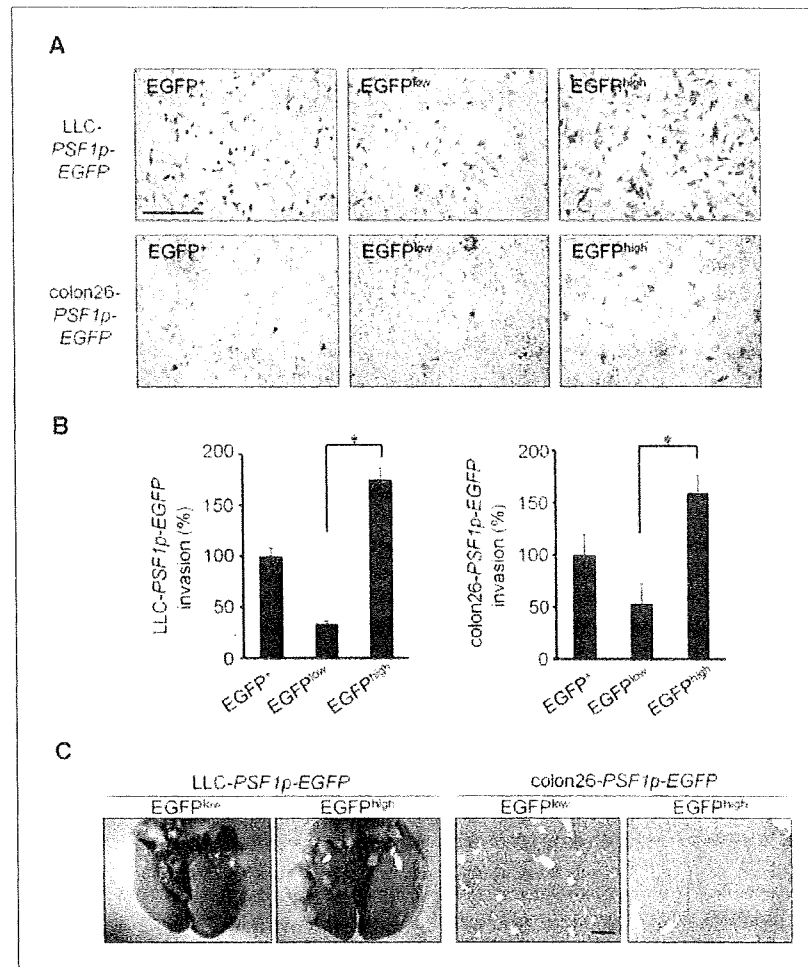 A
EGFP+ EGFPlow EGFPhigh
LLC-
PSF1p-
EGFP
EGFP+ EGFPlow EGFPhigh
colon26-
PSF1p-
EGFP
B
LLC-PSF1p-EGFP
invasion (%)
200
150
100
50
0
*
EGFP+ EGFPlow EGFPhigh
colon26-PSF1p-EGFP
invasion (%)
200
150
100
50
0
*
EGFP+ EGFPlow EGFPhigh
C
LLC-PSF1p-EGFP colon26-PSF1p-EGFP
EGFPlow EGFPhigh EGFPlow EGFPhigh